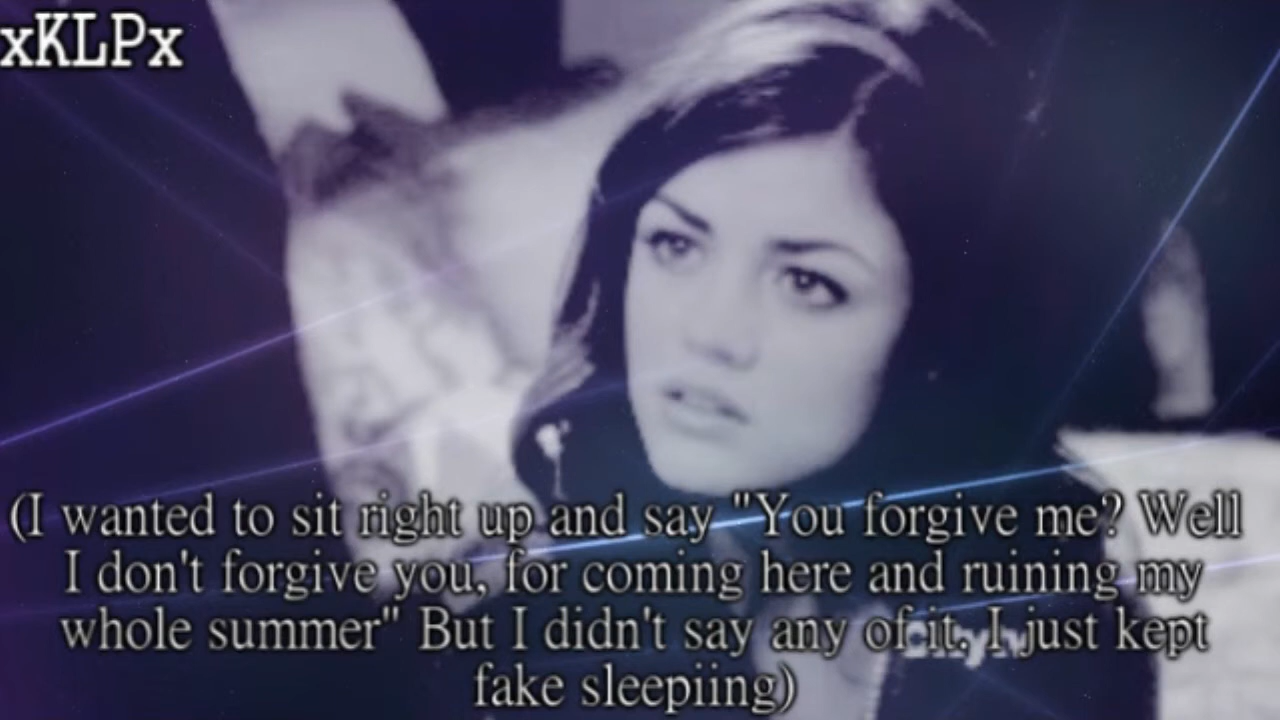 xKLPx
(I wanted to sit right up and say "You forgive me? Well
I don't forgive you, for coming here and ruining my
whole summer" But I didn't say any of it. I just kept
fake sleepiing)